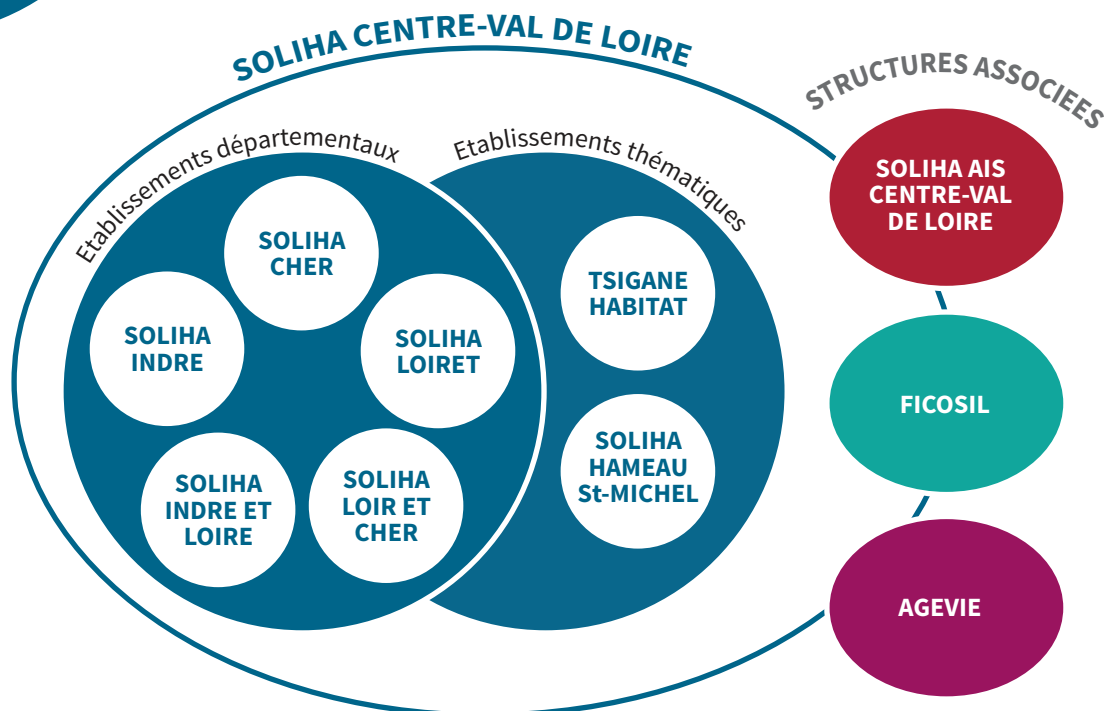 SOLIHA CENTRE-VAL DE LOIRE
STRUCTURES ASSOCIEES
Etablissements départementaux
Etablissements thématiques
SOLIHA
CHER
SOLIHA
INDRE
SOLIHA
LOIRET
SOLIHA
INDRE ET
LOIRE
SOLIHA
LOIR ET
CHER
TSIGANE
HABITAT
SOLIHA
HAMEAU
St-MICHEL
SOLIHA AIS
CENTRE-VAL
DE LOIRE
FICOSIL
AGEVIE